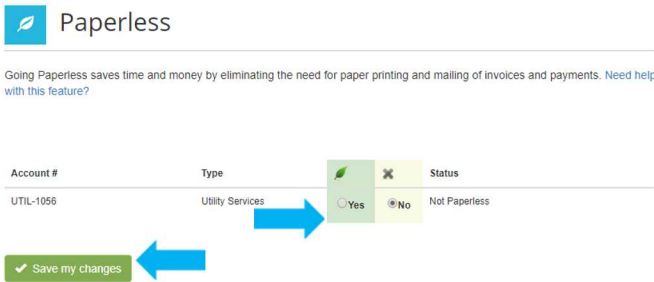 Paperless
Going Paperless saves time and money by eliminating the need for paper printing and mailing of invoices and payments. Need help
with this feature?
Account # Type Status
UTIL-1056 Utility Services Yes No Not Paperless
Save my changes